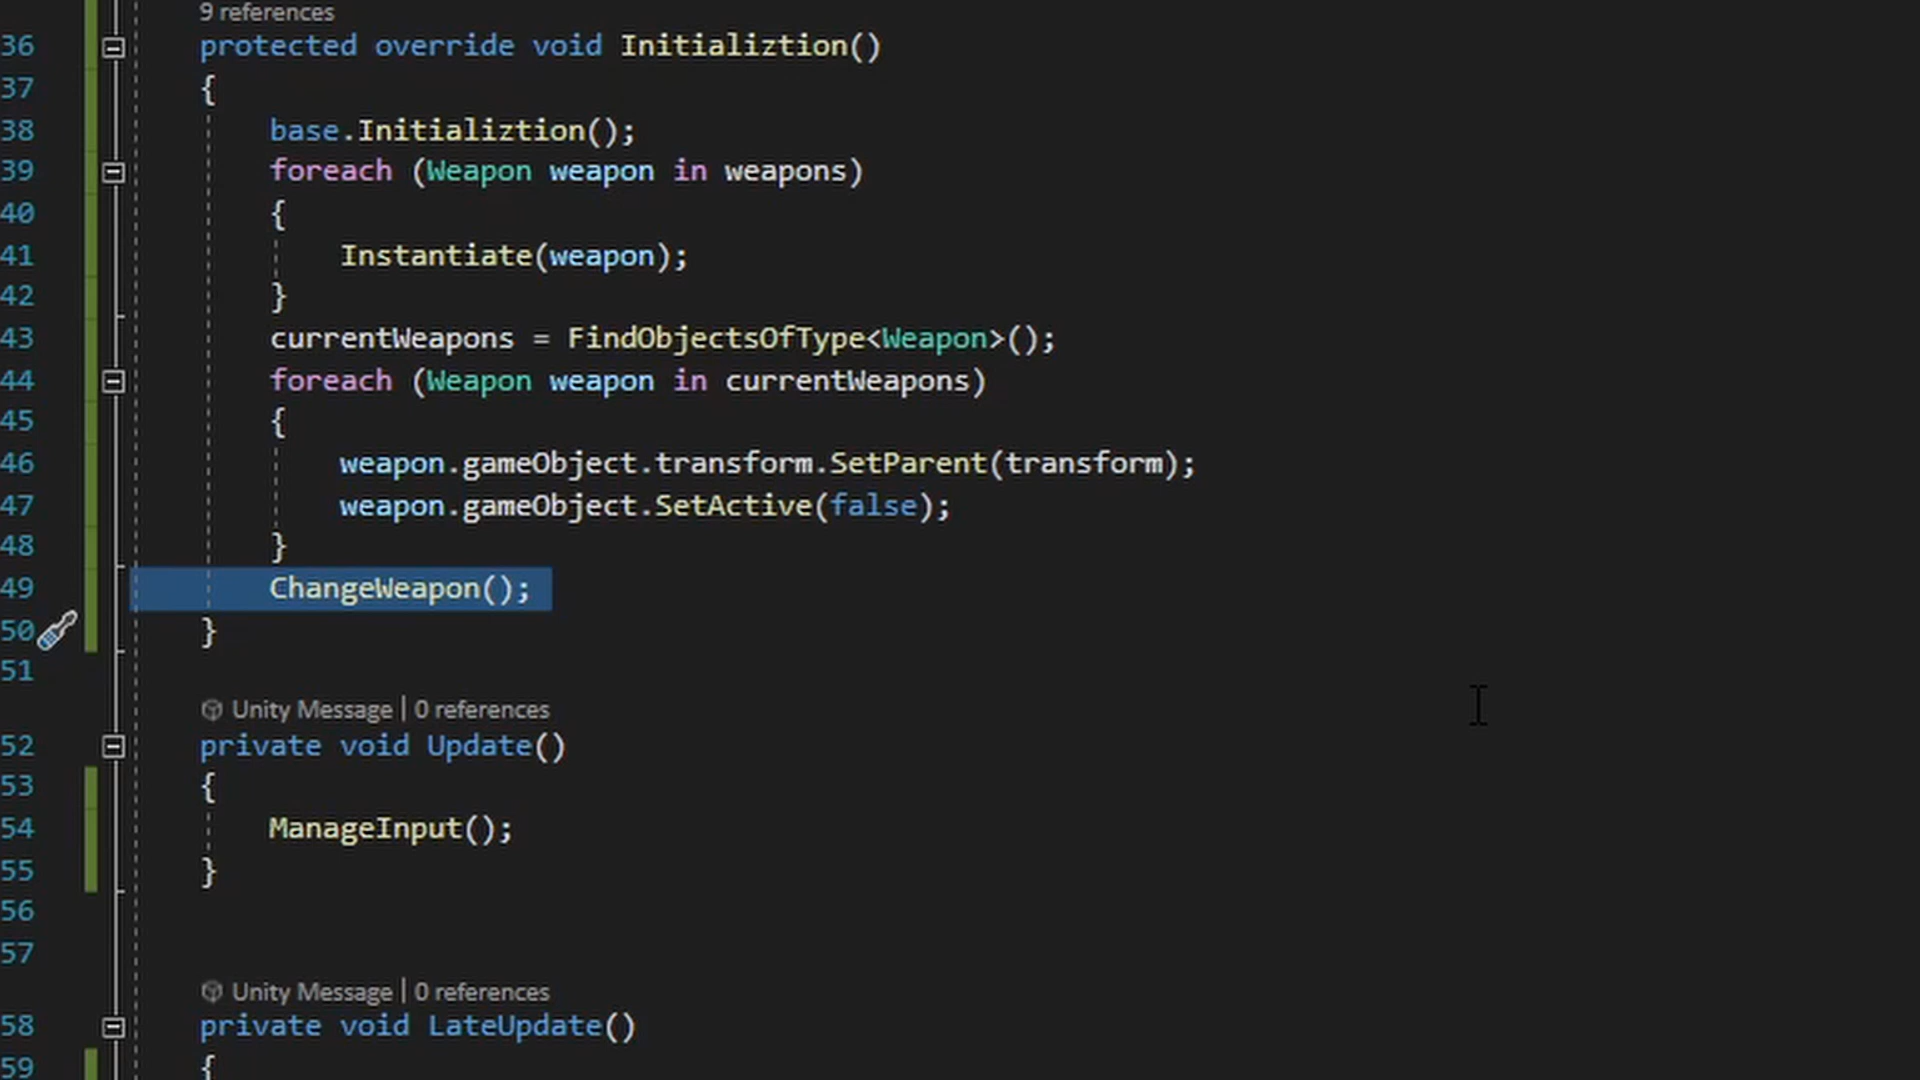 9 references
36 protected override void Initializtion()
37 {
38 base.Initializtion();
39 foreach (Weapon weapon in weapons)
40 {
41 Instantiate(weapon);
42 }
43 currentWeapons = FindObjectsOfType<Weapon>();
44 foreach (Weapon weapon in currentWeapons)
45 {
46 weapon.gameObject.transform.SetParent(transform);
47 weapon.gameObject.SetActive(false);
48 }
49 ChangeWeapon();
50 }
51
Unity Message | 0 references
52 private void Update()
53 {
54 ManageInput();
55 }
56
57
Unity Message | 0 references
58 private void LateUpdate()
59 {